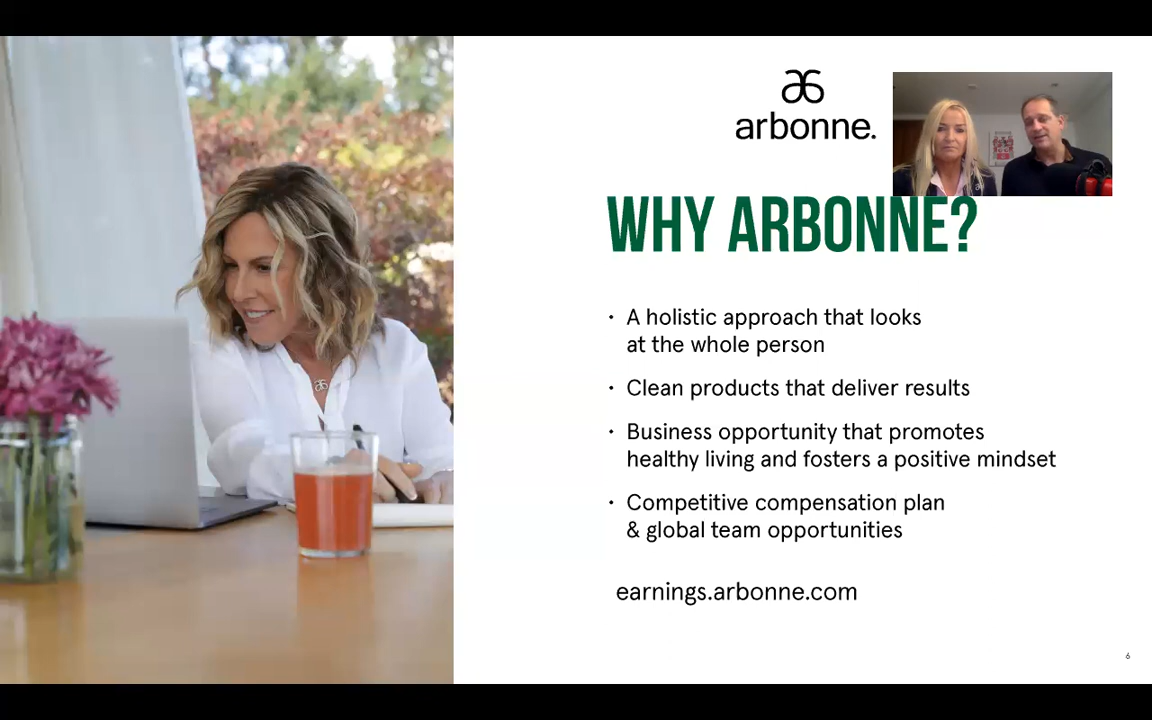 arbonne.
WHY ARBONNE?
· A holistic approach that looks
at the whole person
· Clean products that deliver results
· Business opportunity that promotes
healthy living and fosters a positive mindset
· Competitive compensation plan
& global team opportunities
earnings.arbonne.com
6